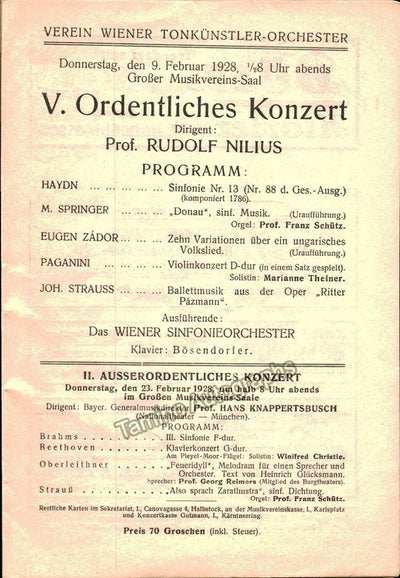 VEREIN WIENER TONKÜNSTLER-ORCHESTER
Donnerstag, den 9. Februar 1928, ½8 Uhr abends
Großer Musikvereins-Saal
V. Ordentliches Konzert
Dirigent:
Prof. RUDOLF NILIUS
PROGRAMM:
HAYDN ... ... ... ... ... Sinfonie Nr. 13 (Nr. 88 d. Ges.-Ausg.)
(komponiert 1786).
M. SPRINGER ... ... ... „Donau", sinf. Musik. (Uraufführung.)
Orgel: Prof. Franz Schütz.
EUGEN ZÁDOR ... ... ... Zehn Variationen über ein ungarisches
Volkslied. (Uraufführung.)
PAGANINI ... ... ... ... Violinkonzert D-dur (in einem Satz gespielt).
Solistin: Marianne Theiner.
JOH. STRAUSS ... ... ... Ballettmusik aus der Oper „Ritter
Pázmann".
Ausführende:
Das WIENER SINFONIEORCHESTER
Klavier: Bösendorfer.
II. AUSSERORDENTLICHES KONZERT
Donnerstag, den 23. Februar 1928, um halb 8 Uhr abends
im Großen Musikvereins-Saale
Dirigent: Bayer. Generalmusikdirektor Prof. HANS KNAPPERTSBUSCH
(Nationaltheater — München).
PROGRAMM:
Brahms . . . . . . . . . . III. Sinfonie F-dur.
Beethoven . . . . . . . . Klavierkonzert G-dur.
Am Pleyel-Moor-Flügel: Solistin: Winifred Christie.
Oberleithner . . . . . . . „Feueridyll", Melodram für einen Sprecher und
Orchester. Text von Heinrich Glücksmann.
Sprecher: Prof. Georg Reimers (Mitglied des Burgtheaters).
Strauß . . . . . . . . . . „Also sprach Zarathustra", sinf. Dichtung.
Orgel: Prof. Franz Schütz.
Restliche Karten im Sekretariat, I., Canovagasse 4, Halbstock, an der Musikvereinskasse, I., Karlsplatz
und Konzertkasse Gutmann, I., Kärntnerring.
Preis 70 Groschen (inkl. Steuer).
Tamino Autographs